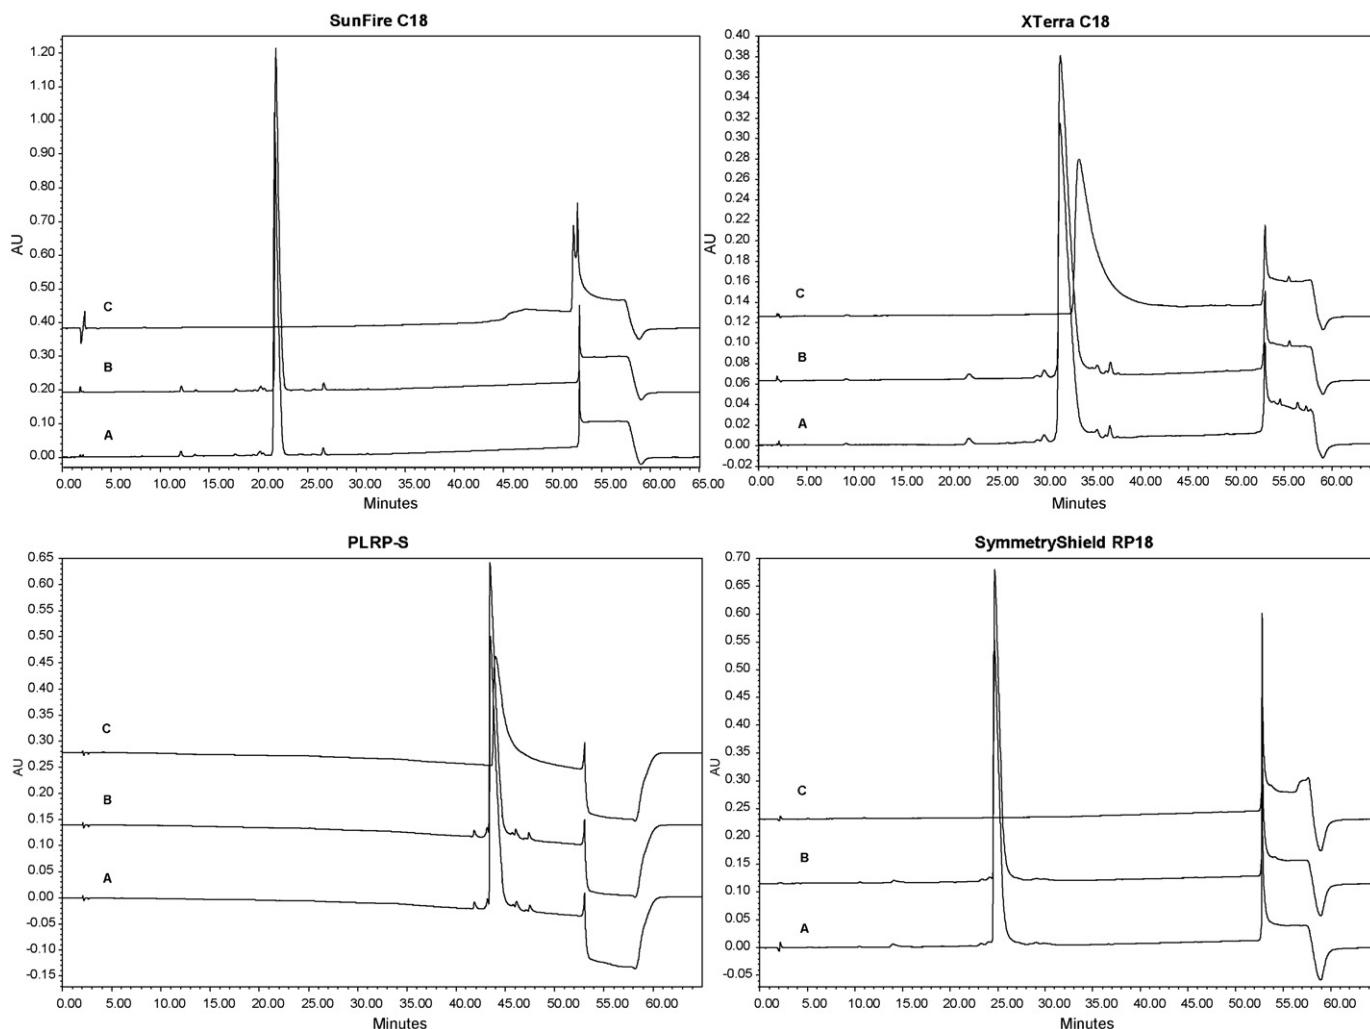 SunFire C18
1.20
1.10
1.00
0.90
0.80
0.70
0.60
0.50
0.40
0.30
0.20
0.10
0.00
AU
C
B
A
0.00 5.00 10.00 15.00 20.00 25.00 30.00 35.00 40.00 45.00 50.00 55.00 60.00 65.00
Minutes
XTerra C18
0.40
0.38
0.36
0.34
0.32
0.30
0.28
0.26
0.24
0.22
0.20
0.18
0.16
0.14
0.12
0.10
0.08
0.06
0.04
0.02
0.00
-0.02
AU
C
B
A
0.00 5.00 10.00 15.00 20.00 25.00 30.00 35.00 40.00 45.00 50.00 55.00 60.00
Minutes
PLRP-S
0.65
0.65
0.55
0.50
0.45
0.40
0.35
0.30
0.25
0.20
0.15
0.10
0.05
0.00
-0.05
-0.10
-0.15
AU
C
B
A
0.00 5.00 10.00 15.00 20.00 25.00 30.00 35.00 40.00 45.00 50.00 55.00 60.00
Minutes
SymmetryShield RP18
0.70
0.60
0.55
0.50
0.45
0.40
0.35
0.30
0.25
0.20
0.15
0.10
0.05
0.00
-0.05
AU
C
B
A
0.00 5.00 10.00 15.00 20.00 25.00 30.00 35.00 40.00 45.00 50.00 55.00 60.00
Minutes